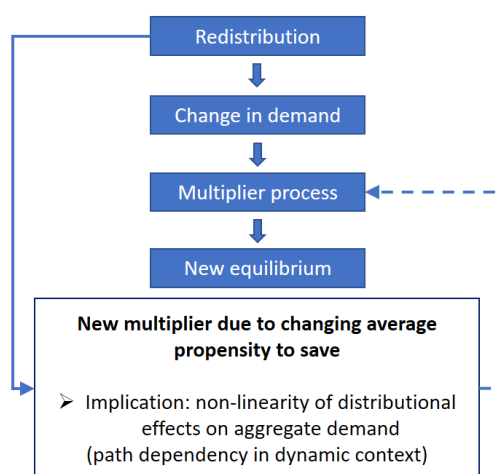 Redistribution
Change in demand
Multiplier process
New equilibrium
New multiplier due to changing average
propensity to save
➢ Implication: non-linearity of distributional
effects on aggregate demand
(path dependency in dynamic context)